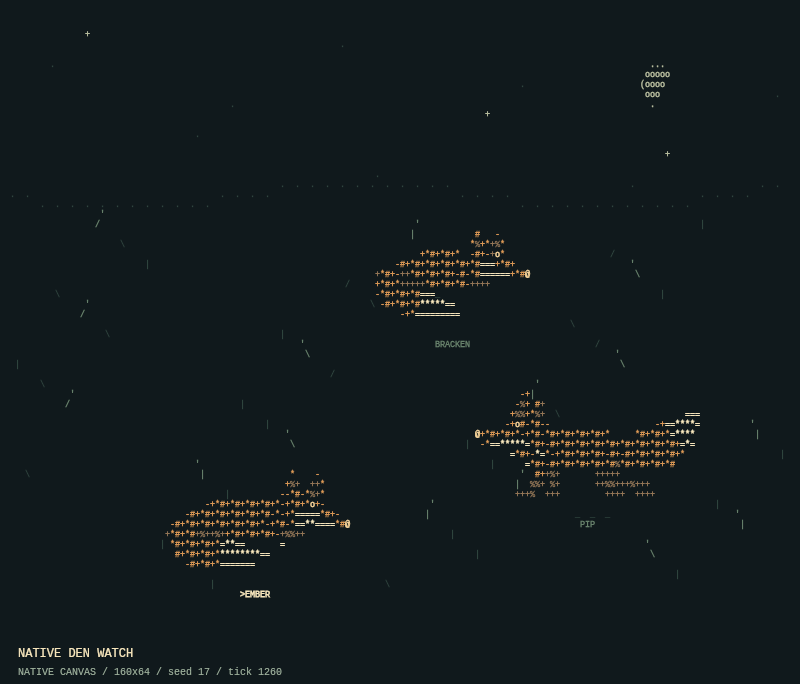 BRACKEN
PIP
>EMBER
NATIVE DEN WATCH
NATIVE CANVAS / 160x64 / seed 17 / tick 1260